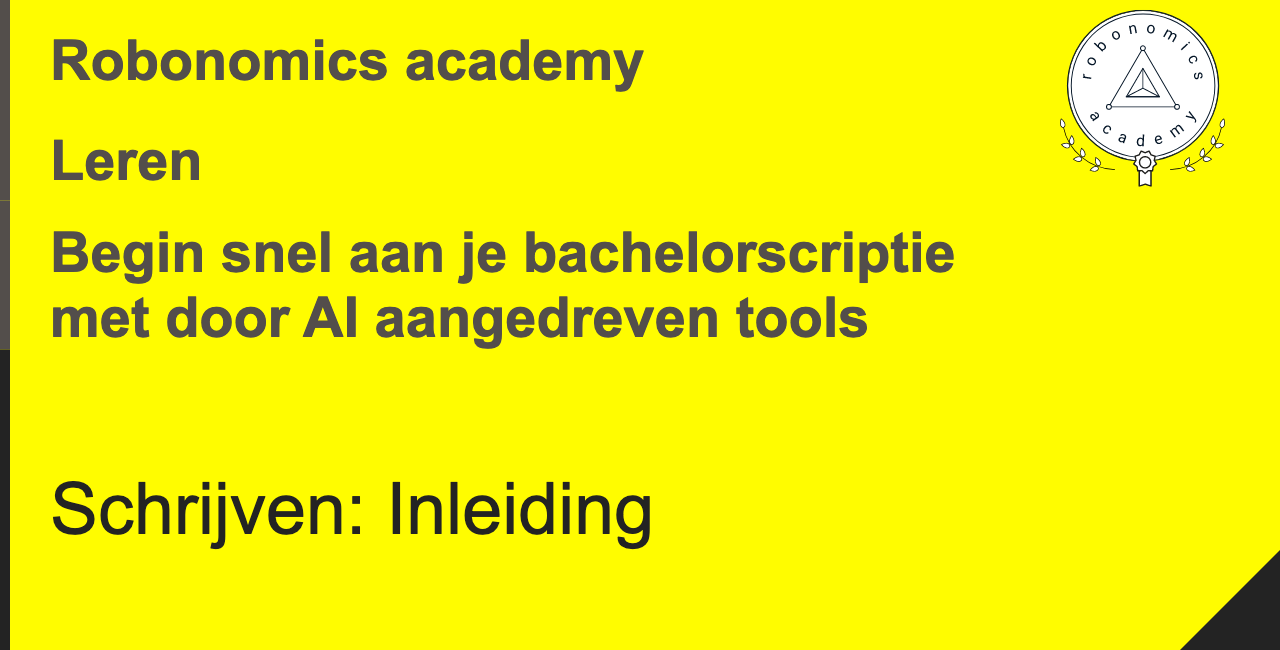 Robonomics academy
Leren
Begin snel aan je bachelorscriptie
met door AI aangedreven tools
Schrijven: Inleiding
robonomics
academy